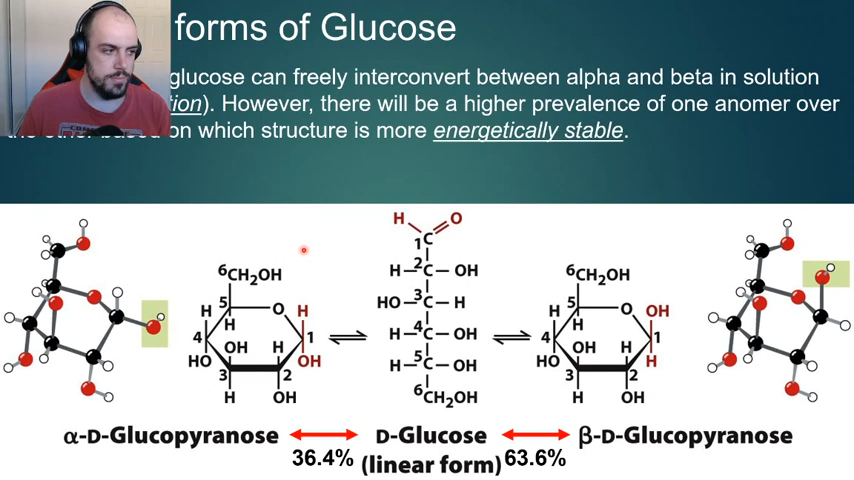 forms of Glucose
glucose can freely interconvert between alpha and beta in solution
tion). However, there will be a higher prevalence of one anomer over
on which structure is more energetically stable.
H O
1C
H–2C–OH
HO–3C–H
H–4C–OH
H–5C–OH
6CH₂OH
6CH₂OH
5 O H
H H
4 1
HO OH H OH
3 2
H OH
6CH₂OH
5 O OH
H H
4 1
HO OH H H
3 2
H OH
α-D-Glucopyranose D-Glucose β-D-Glucopyranose
36.4% (linear form) 63.6%